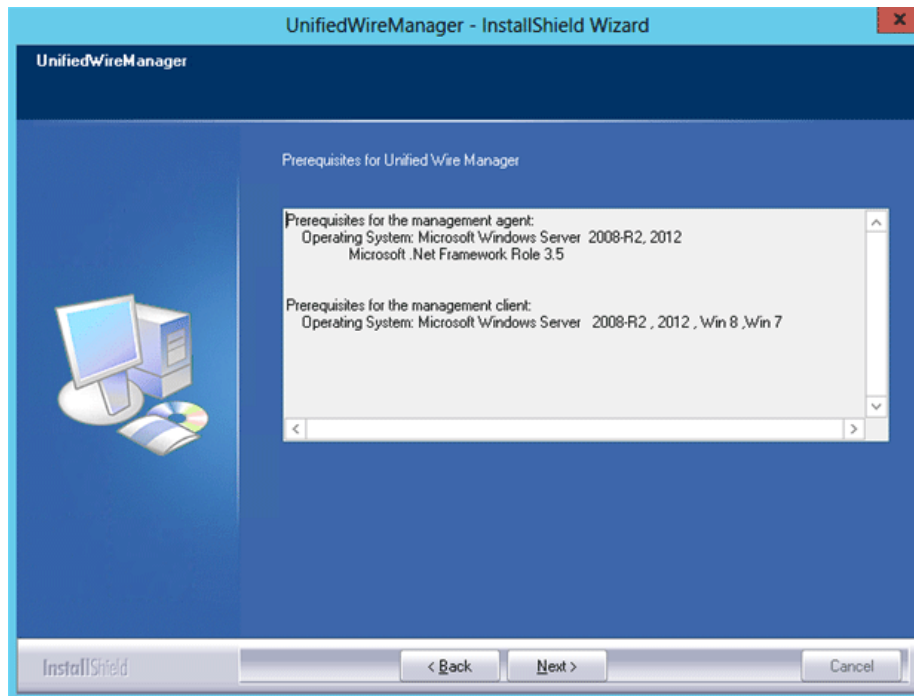 UnifiedWireManager - InstallShield Wizard
x
UnifiedWireManager
Prerequisites for Unified Wire Manager
Prerequisites for the management agent:
Operating System: Microsoft Windows Server 2008-R2, 2012
Microsoft .Net Framework Role 3.5
Prerequisites for the management client:
Operating System: Microsoft Windows Server 2008-R2 , 2012 , Win 8 ,Win 7
InstallShield
< Back
Next >
Cancel